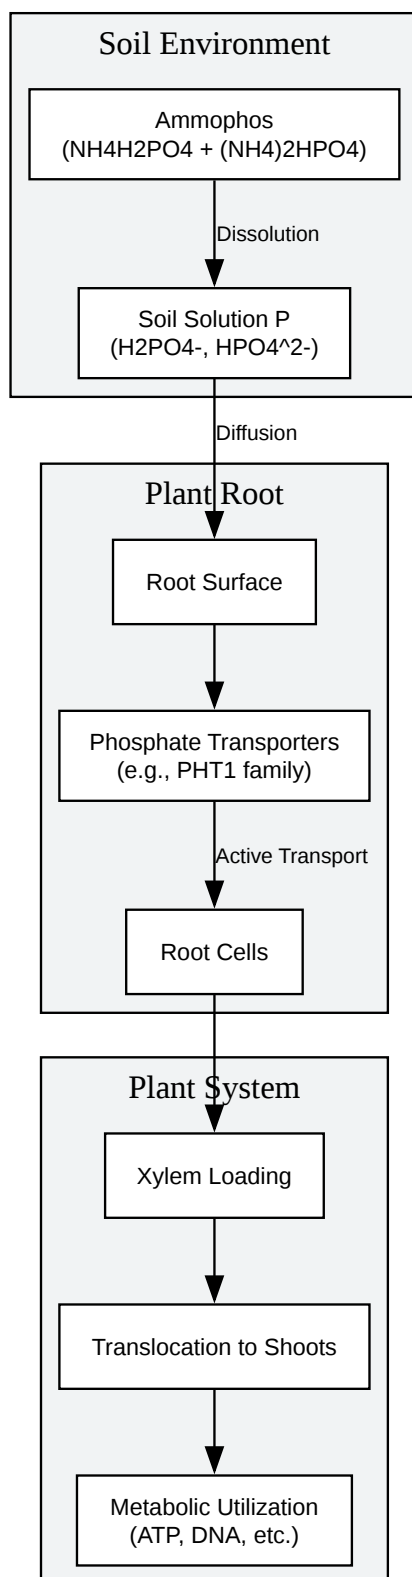 Soil Environment
Ammophos
(NH4H2PO4 + (NH4)2HPO4)
Dissolution
Soil Solution P
(H2PO4-, HPO4^2-)
Diffusion
Plant Root
Root Surface
Phosphate Transporters
(e.g., PHT1 family)
Active Transport
Root Cells
Plant System
Xylem Loading
Translocation to Shoots
Metabolic Utilization
(ATP, DNA, etc.)